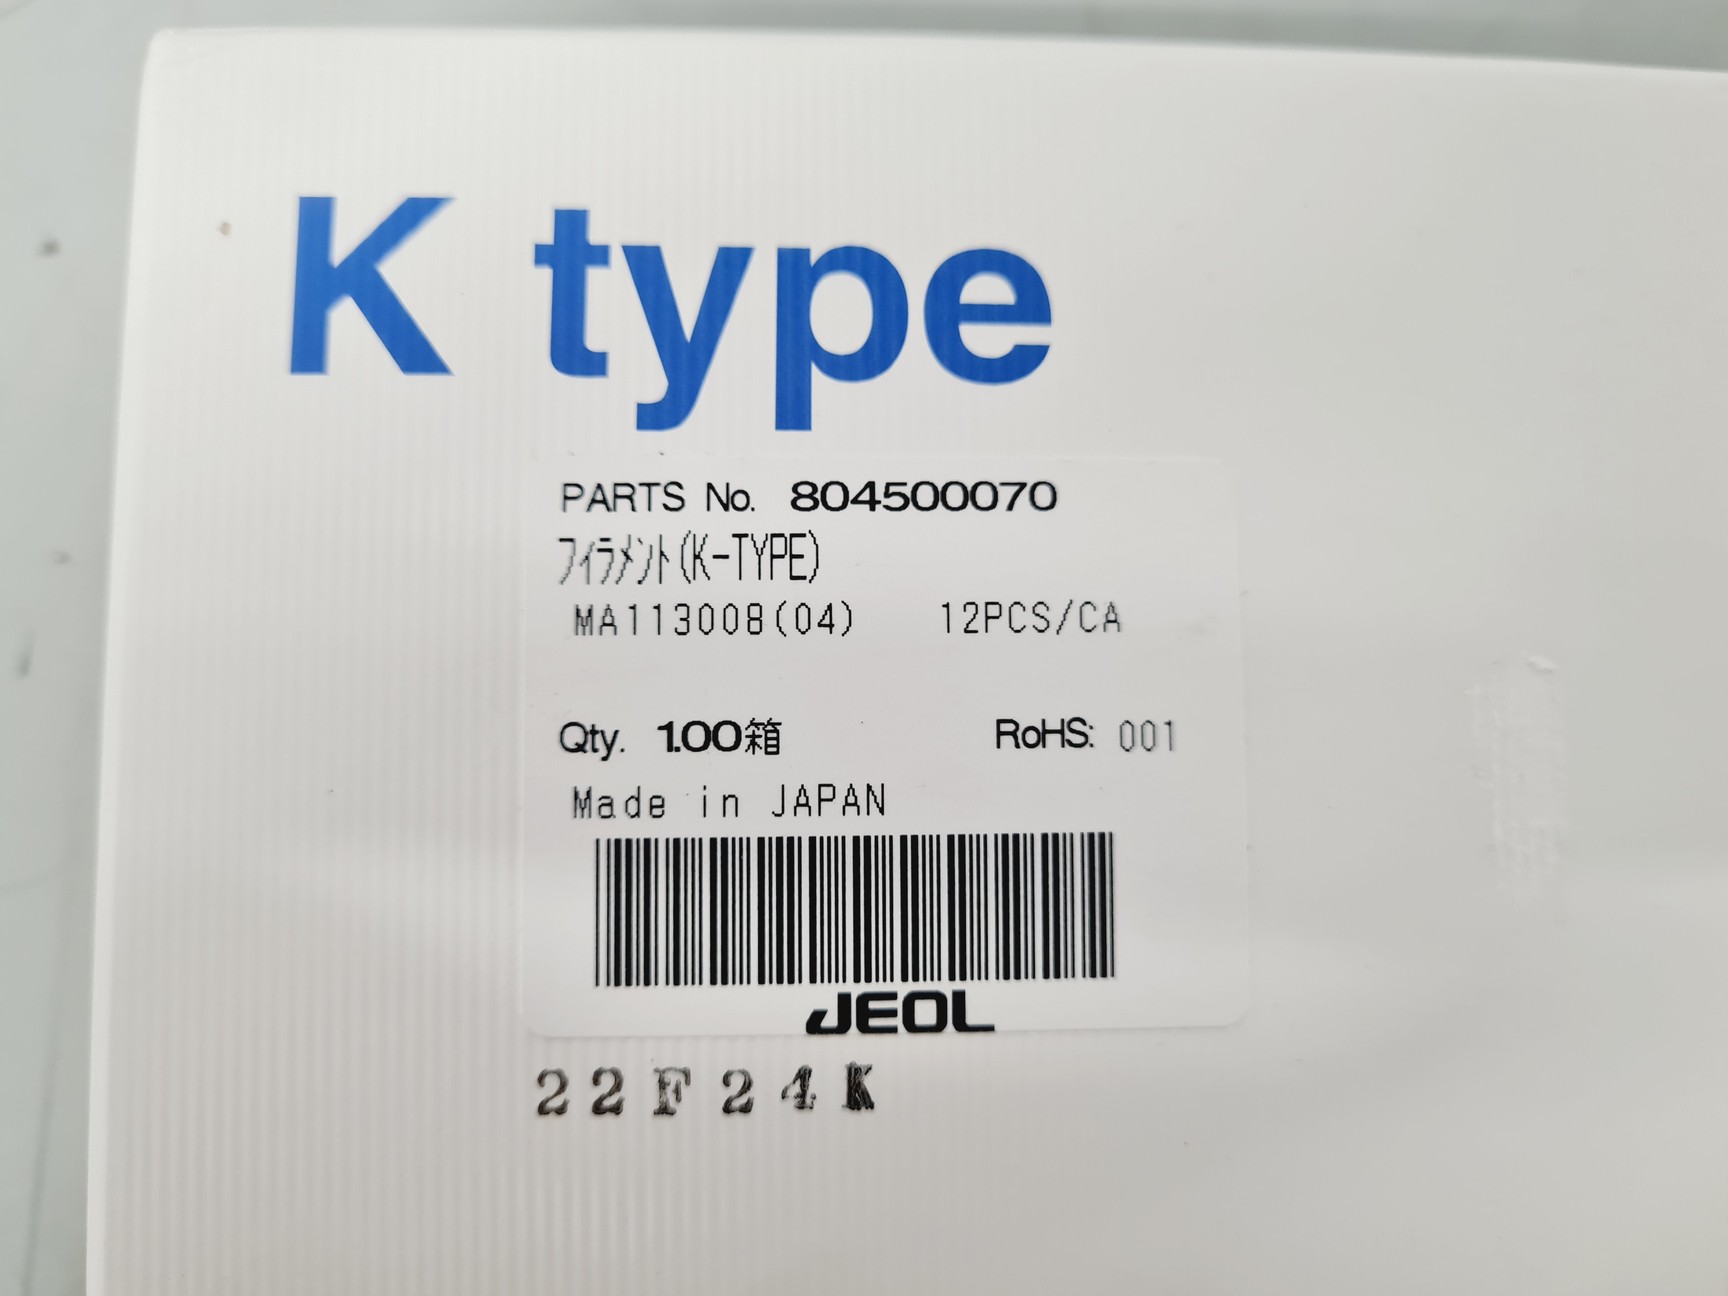 K type
PARTS No. 804500070
フィラメント(K-TYPE)
MA113008(04) 12PCS/CA
Qty. 1.00箱 RoHS: 001
Made in JAPAN
JEOL
22F24K